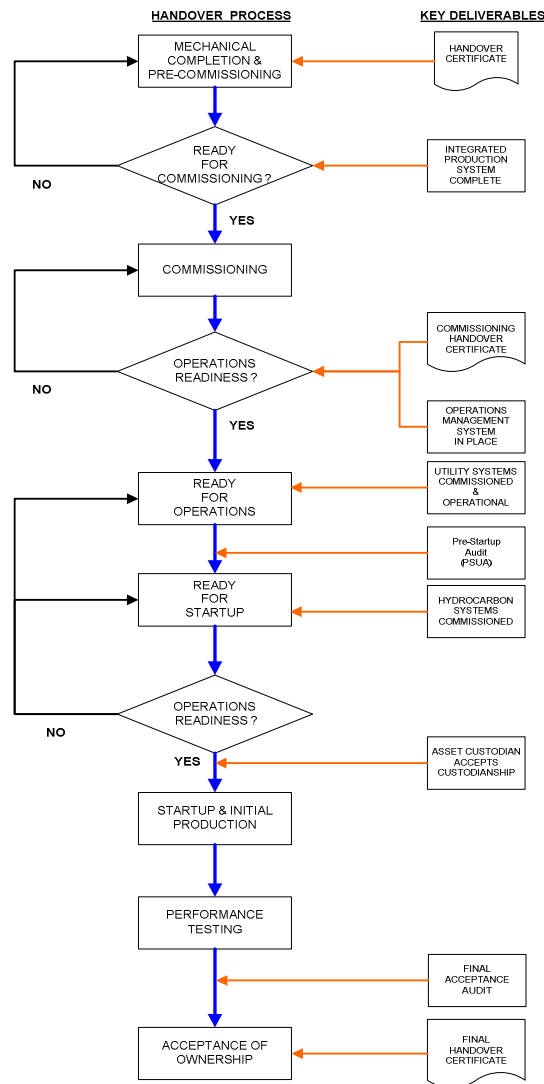 HANDOVER PROCESS
KEY DELIVERABLES
MECHANICAL
COMPLETION &
PRE-COMMISSIONING
HANDOVER
CERTIFICATE
READY
FOR
COMMISSIONING ?
INTEGRATED
PRODUCTION
SYSTEM
COMPLETE
NO
YES
COMMISSIONING
COMMISSIONING
HANDOVER
CERTIFICATE
OPERATIONS
READINESS ?
NO
YES
OPERATIONS
MANAGEMENT
SYSTEM
IN PLACE
READY
FOR
OPERATIONS
UTILITY SYSTEMS
COMMISSIONED
&
OPERATIONAL
Pre-Startup
Audit
(PSUA)
READY
FOR
STARTUP
HYDROCARBON
SYSTEMS
COMMISSIONED
OPERATIONS
READINESS ?
NO
YES
ASSET CUSTODIAN
ACCEPTS
CUSTODIANSHIP
STARTUP & INITIAL
PRODUCTION
PERFORMANCE
TESTING
FINAL
ACCEPTANCE
AUDIT
ACCEPTANCE OF
OWNERSHIP
FINAL
HANDOVER
CERTIFICATE